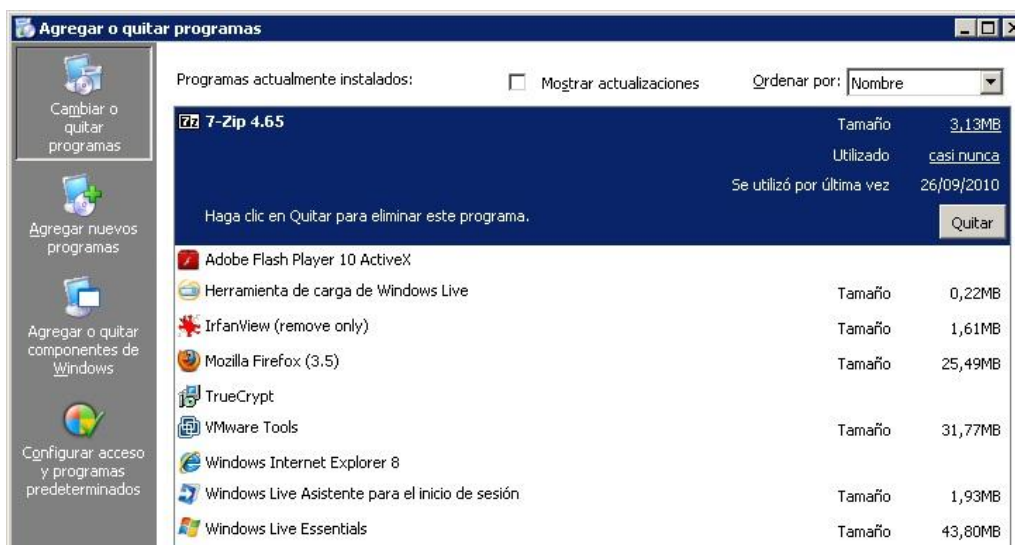 Agregar o quitar programas
Cambiar o
quitar
programas
Agregar nuevos
programas
Agregar o quitar
componentes de
Windows
Configurar acceso
y programas
predeterminados
Programas actualmente instalados: Mostrar actualizaciones Ordenar por: Nombre
7z 7-Zip 4.65 Tamaño 3,13MB
Utilizado casi nunca
Se utilizó por última vez 26/09/2010
Haga clic en Quitar para eliminar este programa. Quitar
Adobe Flash Player 10 ActiveX
Herramienta de carga de Windows Live Tamaño 0,22MB
IrfanView (remove only) Tamaño 1,61MB
Mozilla Firefox (3.5) Tamaño 25,49MB
TrueCrypt
VMware Tools Tamaño 31,77MB
Windows Internet Explorer 8
Windows Live Asistente para el inicio de sesión Tamaño 1,93MB
Windows Live Essentials Tamaño 43,80MB